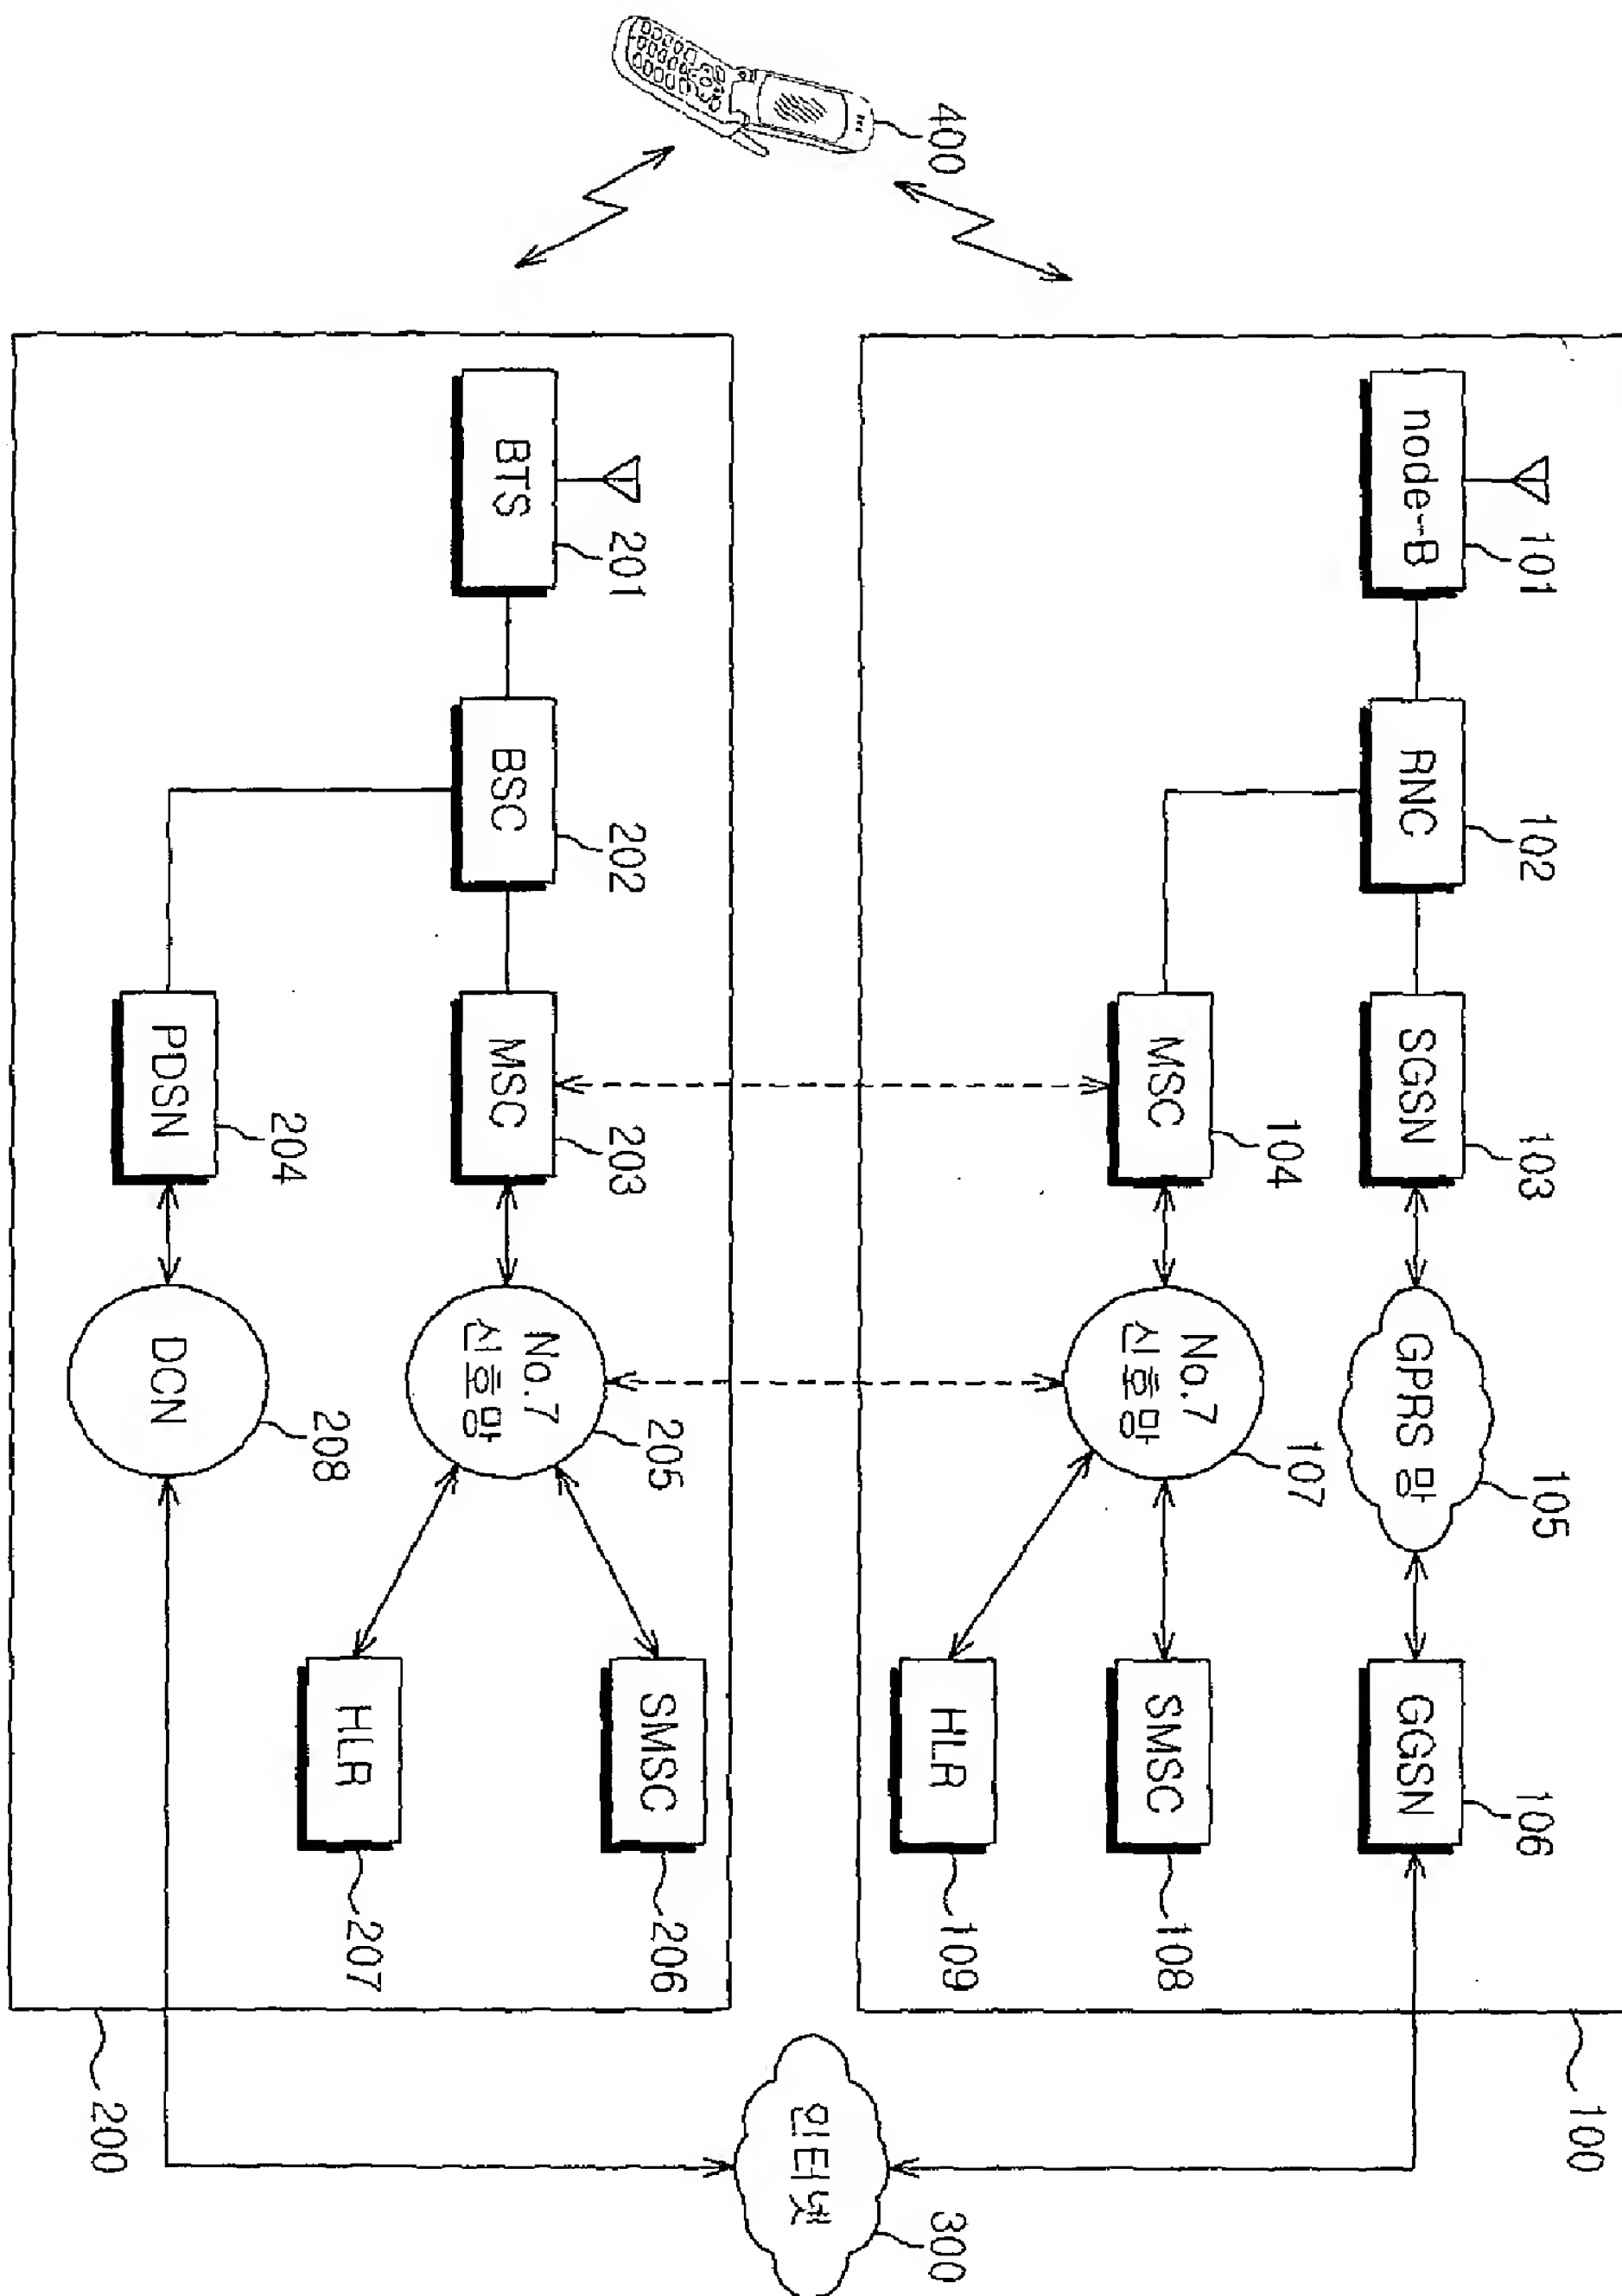 100
101
node-B
102
RNC
103
SGSN
105
GPRS 망
106
GGSN
104
MSC
107
No.7
신호망
108
SMSC
109
HLR
400
300
인터넷
200
201
BTS
202
BSC
203
MSC
205
No.7
신호망
206
SMSC
207
HLR
204
PDSN
208
DCN